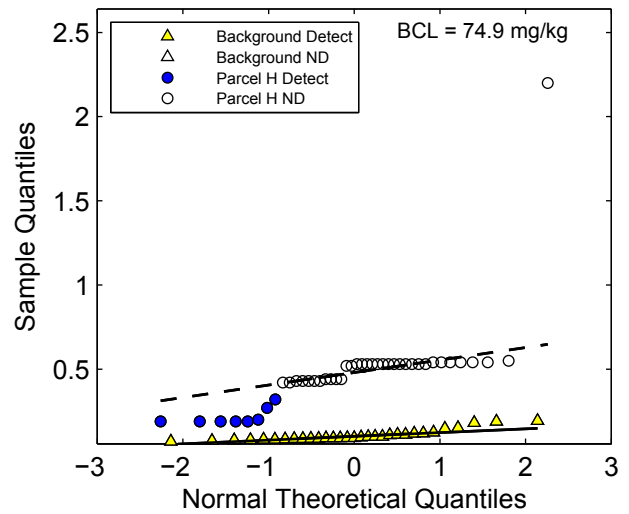 BCL = 74.9 mg/kg
Background Detect
Background ND
Parcel H Detect
Parcel H ND
Sample Quantiles
2.5
2
1.5
1
0.5
−3 −2 −1 0 1 2 3
Normal Theoretical Quantiles